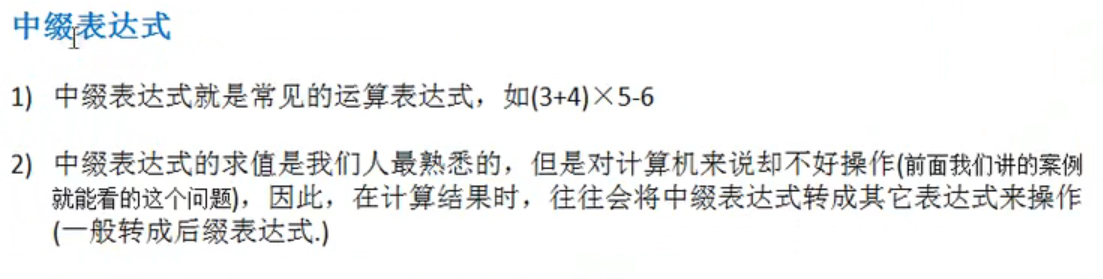 中缀表达式
1) 中缀表达式就是常见的运算表达式，如(3+4)×5-6
2) 中缀表达式的求值是我们人最熟悉的，但是对计算机来说却不好操作(前面我们讲的案例
就能看的这个问题)，因此，在计算结果时，往往会将中缀表达式转成其它表达式来操作
(一般转成后缀表达式.)